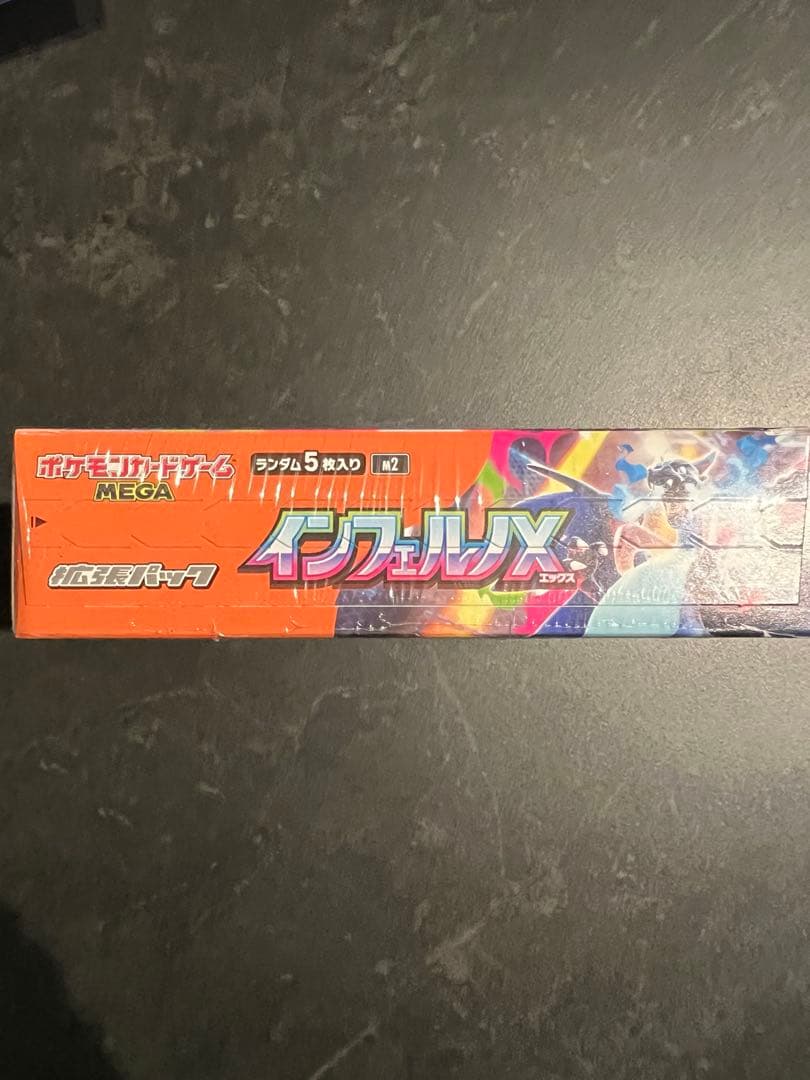 ポケモンカードゲーム
MEGA
ランダム5枚入り
M2
拡張パック
インフェルノX
エックス